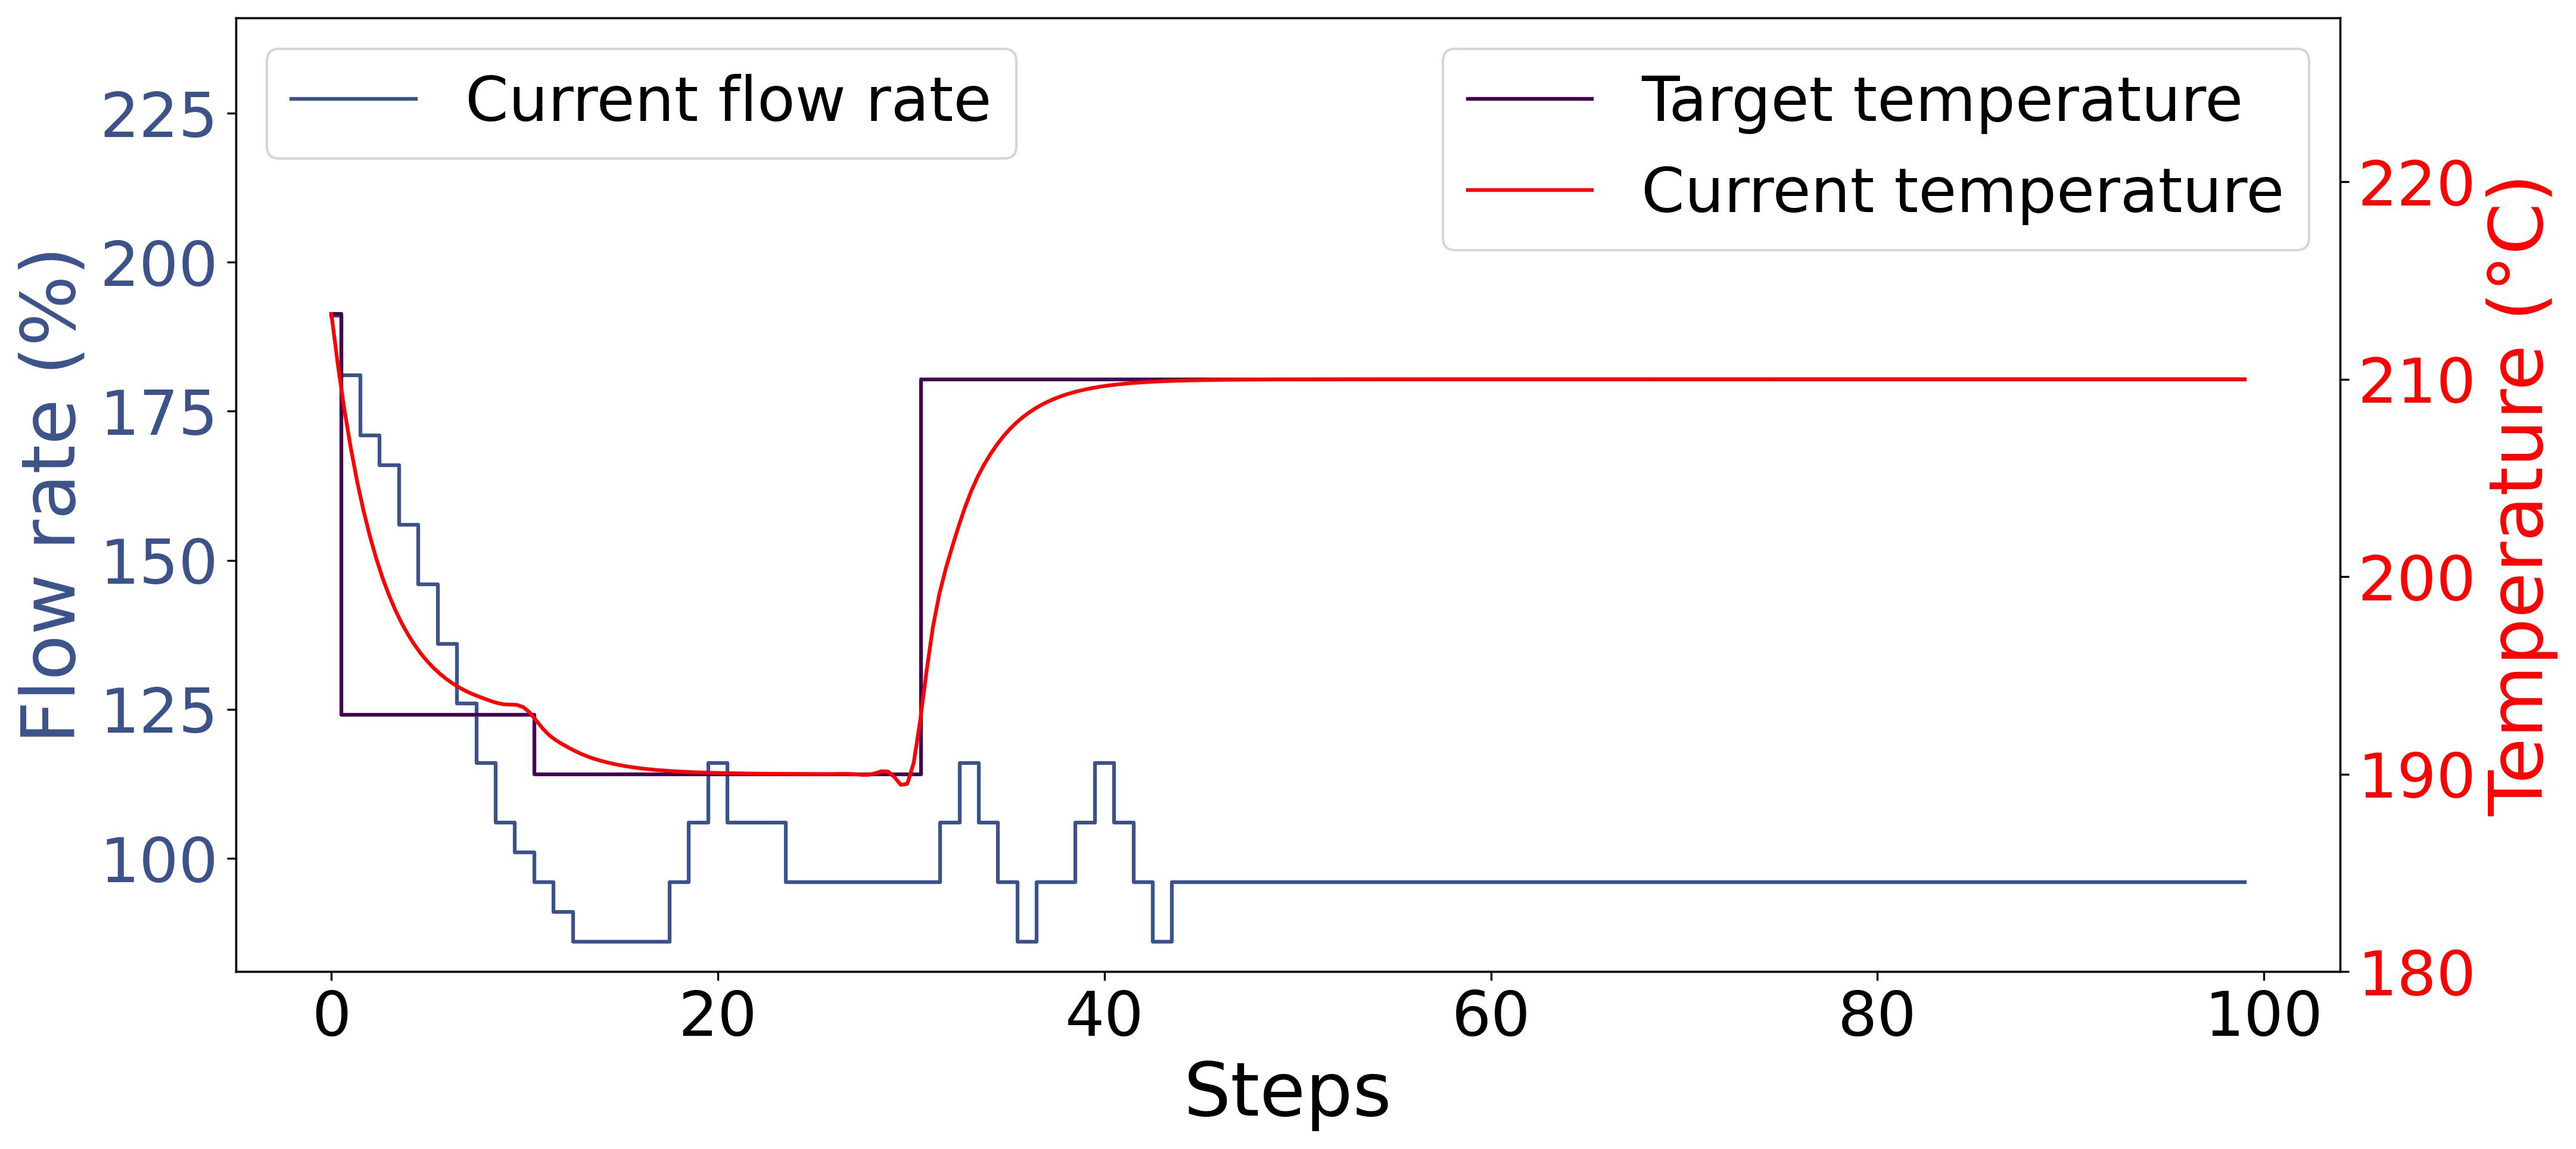 Current flow rate
Target temperature
Current temperature
Flow rate (%)
225
200
175
150
125
100
Temperature (°C)
220
210
200
190
180
0 20 40 60 80 100
Steps